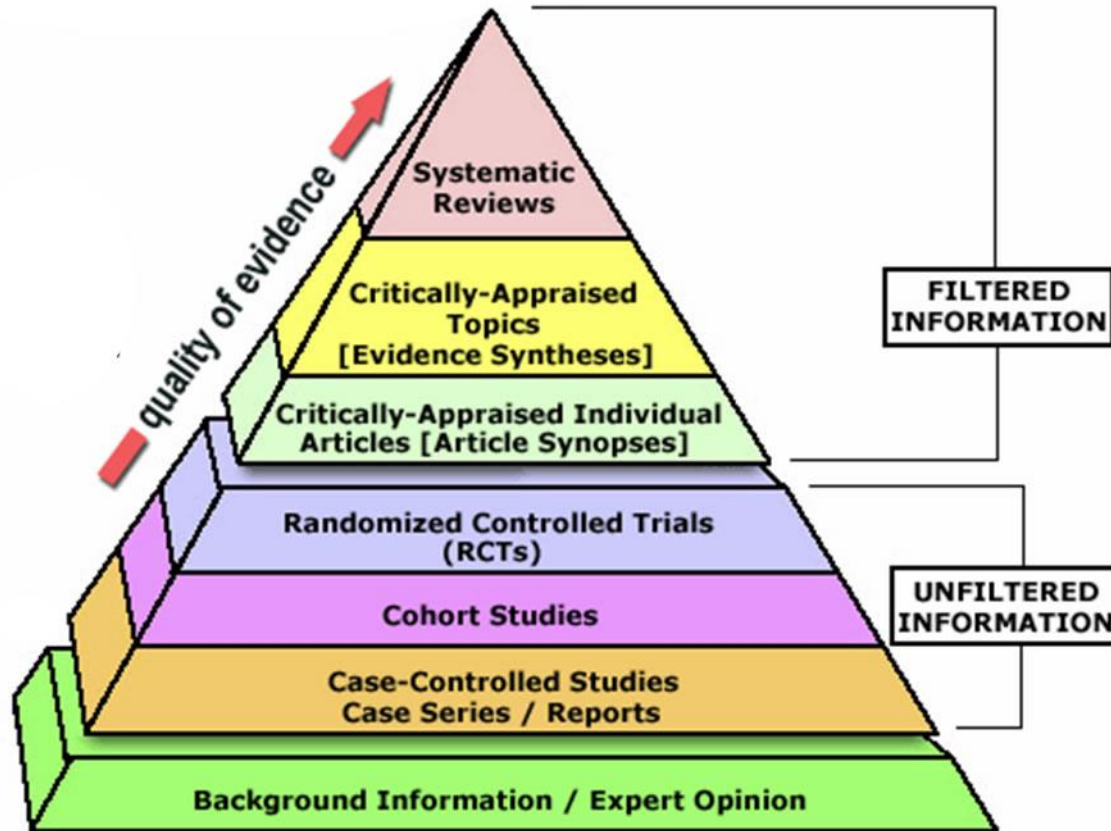 quality of evidence
Systematic
Reviews
Critically-Appraised
Topics
[Evidence Syntheses]
Critically-Appraised Individual
Articles [Article Synopses]
FILTERED
INFORMATION
Randomized Controlled Trials
(RCTs)
Cohort Studies
Case-Controlled Studies
Case Series / Reports
UNFILTERED
INFORMATION
Background Information / Expert Opinion